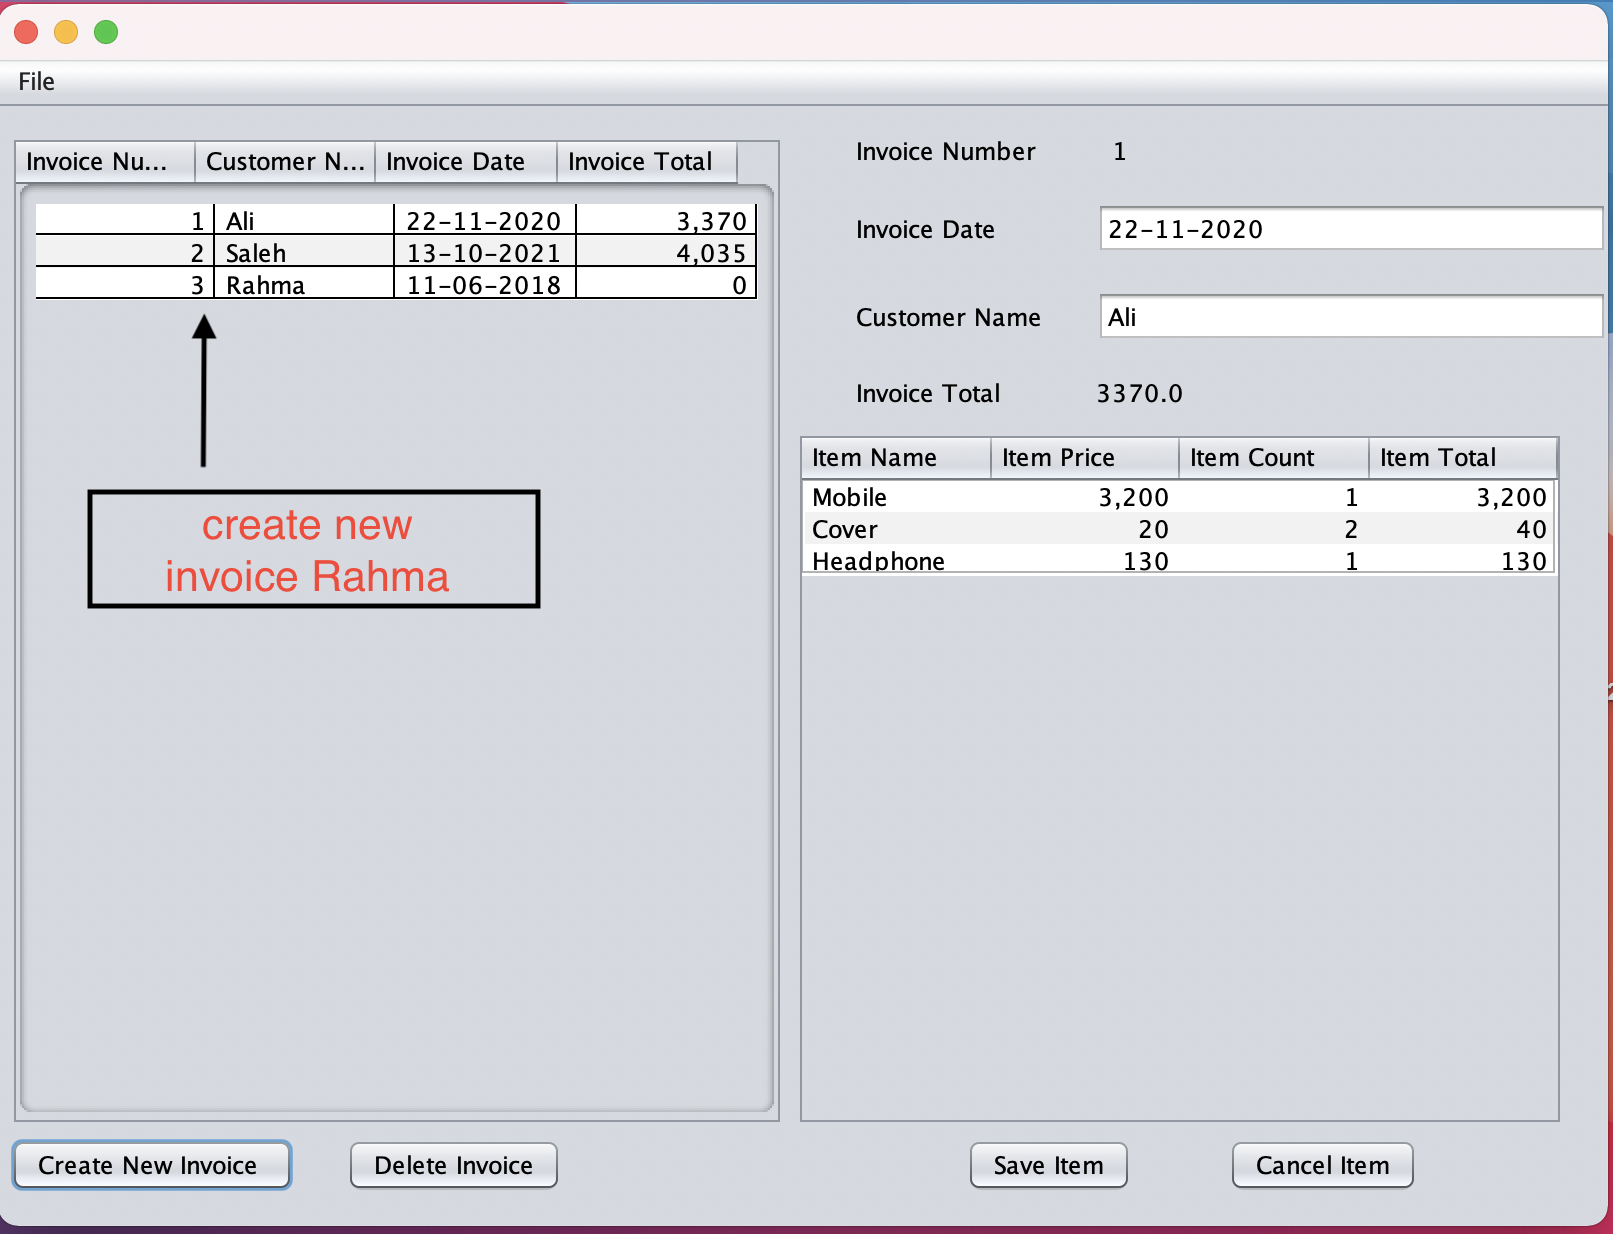 File
Invoice Nu... Customer N... Invoice Date Invoice Total
1 Ali 22-11-2020 3,370
2 Saleh 13-10-2021 4,035
3 Rahma 11-06-2018 0
create new
invoice Rahma
Create New Invoice Delete Invoice
Invoice Number 1
Invoice Date 22-11-2020
Customer Name Ali
Invoice Total 3370.0
Item Name Item Price Item Count Item Total
Mobile 3,200 1 3,200
Cover 20 2 40
Headphone 130 1 130
Save Item Cancel Item